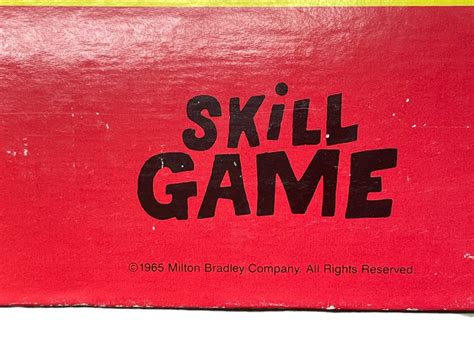 SKiLL
GAME
©1965 Milton Bradley Company. All Rights Reserved.